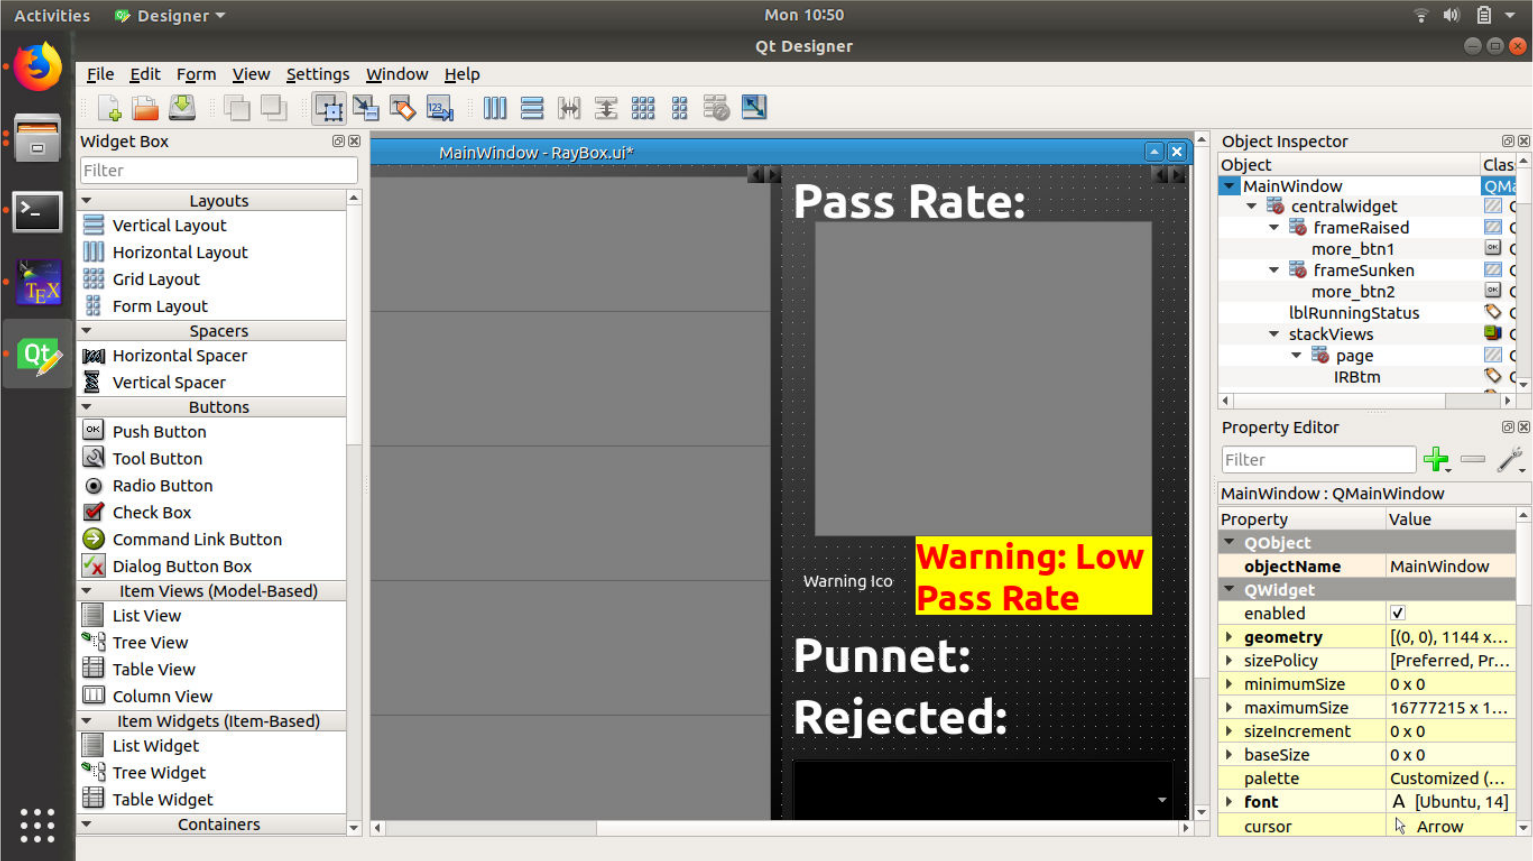 Activities Designer Mon 10:50
Qt Designer
File Edit Form View Settings Window Help
123
Widget Box
Filter
Layouts
Vertical Layout
Horizontal Layout
Grid Layout
Form Layout
Spacers
Horizontal Spacer
Vertical Spacer
Buttons
OK Push Button
Tool Button
Radio Button
Check Box
Command Link Button
Dialog Button Box
Item Views (Model-Based)
List View
Tree View
Table View
Column View
Item Widgets (Item-Based)
List Widget
Tree Widget
Table Widget
Containers
TEX
Qt
MainWindow - RayBox.ui*
Pass Rate:
Warning Ico
Warning: Low
Pass Rate
Punnet:
Rejected:
Object Inspector
Object Clas
MainWindow QMa
centralwidget
frameRaised
more_btn1 OK
frameSunken
more_btn2 OK
lblRunningStatus
stackViews
page
IRBtm
Property Editor
Filter
MainWindow : QMainWindow
Property Value
QObject
objectName MainWindow
QWidget
enabled
geometry [(0, 0), 1144 x...
sizePolicy [Preferred, Pr...
minimumSize 0 x 0
maximumSize 16777215 x 1...
sizeIncrement 0 x 0
baseSize 0 x 0
palette Customized (...
font A [Ubuntu, 14]
cursor Arrow